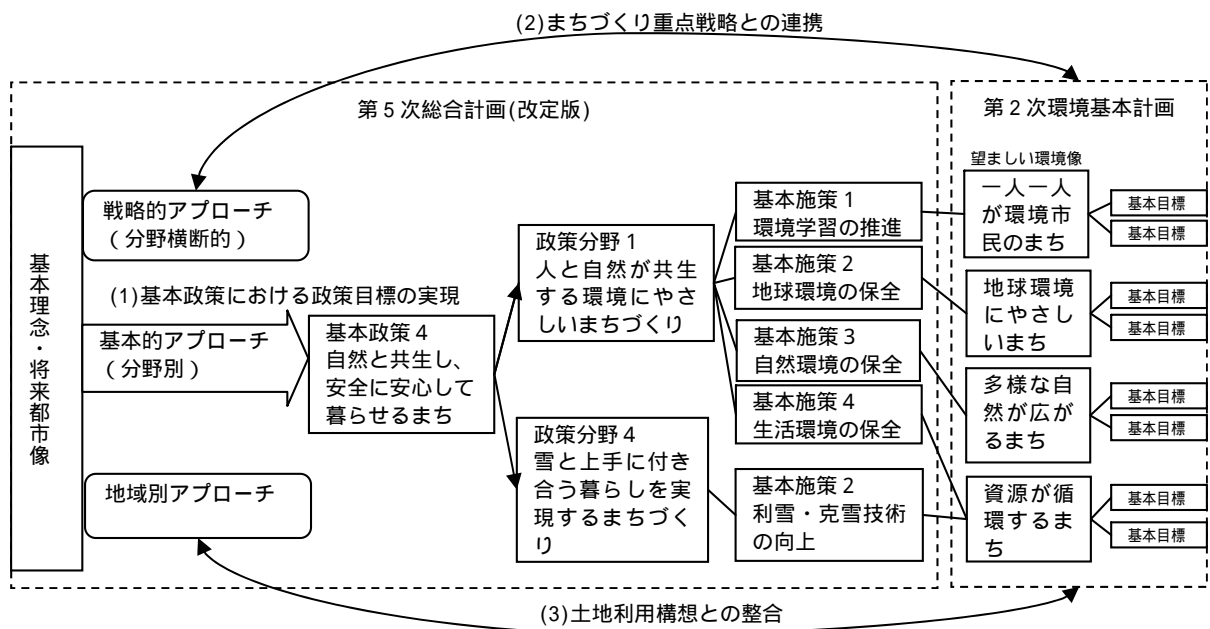 (2)まちづくり重点戦略との連携
第5次総合計画(改定版)
基本理念・将来都市像
戦略的アプローチ
(分野横断的)
(1)基本政策における政策目標の実現
基本的アプローチ
(分野別)
地域別アプローチ
基本政策4
自然と共生し、
安全に安心して
暮らせるまち
政策分野1
人と自然が共生
する環境にやさ
しいまちづくり
政策分野4
雪と上手に付き
合う暮らしを実
現するまちづく
り
基本施策1
環境学習の推進
基本施策2
地球環境の保全
基本施策3
自然環境の保全
基本施策4
生活環境の保全
基本施策2
利雪・克雪技術
の向上
第2次環境基本計画
望ましい環境像
一人一人
が環境市
民のまち
基本目標
基本目標
地球環境
にやさし
いまち
基本目標
基本目標
多様な自
然が広が
るまち
基本目標
基本目標
資源が循
環するま
ち
基本目標
基本目標
(3)土地利用構想との整合